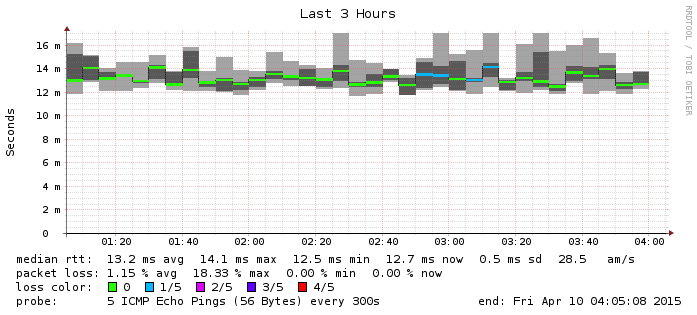 Last 3 Hours
RRDTOOL / TOBI OETIKER
Seconds
16 m
14 m
12 m
10 m
8 m
6 m
4 m
2 m
0
01:20 01:40 02:00 02:20 02:40 03:00 03:20 03:40 04:00
median rtt: 13.2 ms avg 14.1 ms max 12.5 ms min 12.7 ms now 0.5 ms sd 28.5 am/s
packet loss: 1.15 % avg 18.33 % max 0.00 % min 0.00 % now
loss color: 0 1/5 2/5 3/5 4/5
probe: 5 ICMP Echo Pings (56 Bytes) every 300s end: Fri Apr 10 04:05:08 2015